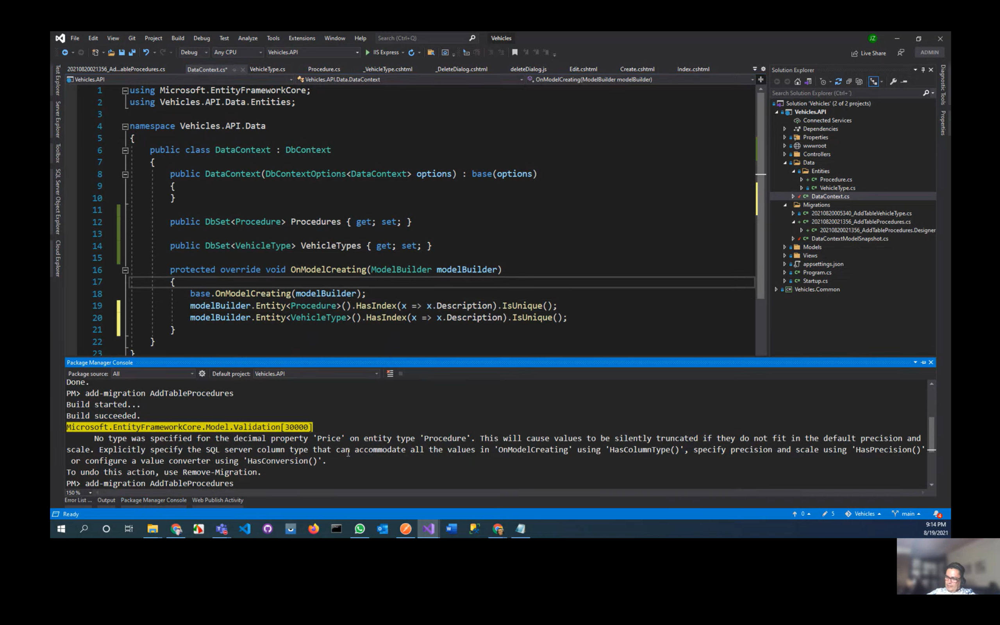 File Edit View Git Project Build Debug Test Analyze Tools Extensions Window Help Search (Ctrl+Q) Vehicles JZ
Debug Any CPU Vehicles.API IIS Express Live Share ADMIN
20210820021356_Ad...ableProcedures.cs DataContext.cs* VehicleType.cs Procedure.cs _VehicleType.cshtml _DeleteDialog.cshtml deleteDialog.js Edit.cshtml Create.cshtml Index.cshtml
Vehicles.API Vehicles.API.Data.DataContext OnModelCreating(ModelBuilder modelBuilder)
Test Explorer
Server Explorer
Toolbox
SQL Server Object Explorer
Cloud Explorer
1 using Microsoft.EntityFrameworkCore;
2 using Vehicles.API.Data.Entities;
3
4 namespace Vehicles.API.Data
5 {
6 public class DataContext : DbContext
7 {
8 public DataContext(DbContextOptions<DataContext> options) : base(options)
9 {
10 }
11
12 public DbSet<Procedure> Procedures { get; set; }
13
14 public DbSet<VehicleType> VehicleTypes { get; set; }
15
16 protected override void OnModelCreating(ModelBuilder modelBuilder)
17 {
18 base.OnModelCreating(modelBuilder);
19 modelBuilder.Entity<Procedure>().HasIndex(x => x.Description).IsUnique();
20 modelBuilder.Entity<VehicleType>().HasIndex(x => x.Description).IsUnique();
21 }
22 }
23 }
Solution Explorer
Search Solution Explorer (Ctrl+´)
Solution 'Vehicles' (2 of 2 projects)
Vehicles.API
Connected Services
Dependencies
Properties
wwwroot
Controllers
Data
Entities
Procedure.cs
VehicleType.cs
DataContext.cs
Migrations
20210820005340_AddTableVehicleType.cs
20210820021356_AddTableProcedures.cs
20210820021356_AddTableProcedures.Designer
DataContextModelSnapshot.cs
Models
Views
appsettings.json
Program.cs
Startup.cs
Vehicles.Common
Diagnostic Tools
Properties
Package Manager Console
Package source: All Default project: Vehicles.API
Done.
PM> add-migration AddTableProcedures
Build started...
Build succeeded.
Microsoft.EntityFrameworkCore.Model.Validation[30000]
No type was specified for the decimal property 'Price' on entity type 'Procedure'. This will cause values to be silently truncated if they do not fit in the default precision and
scale. Explicitly specify the SQL server column type that can accommodate all the values in 'OnModelCreating' using 'HasColumnType()', specify precision and scale using 'HasPrecision()'
or configure a value converter using 'HasConversion()'.
To undo this action, use Remove-Migration.
PM> add-migration AddTableProcedures
150 %
Error List ... Output Package Manager Console Web Publish Activity
Ready 0 5 Vehicles main 4
9:14 PM
8/19/2021